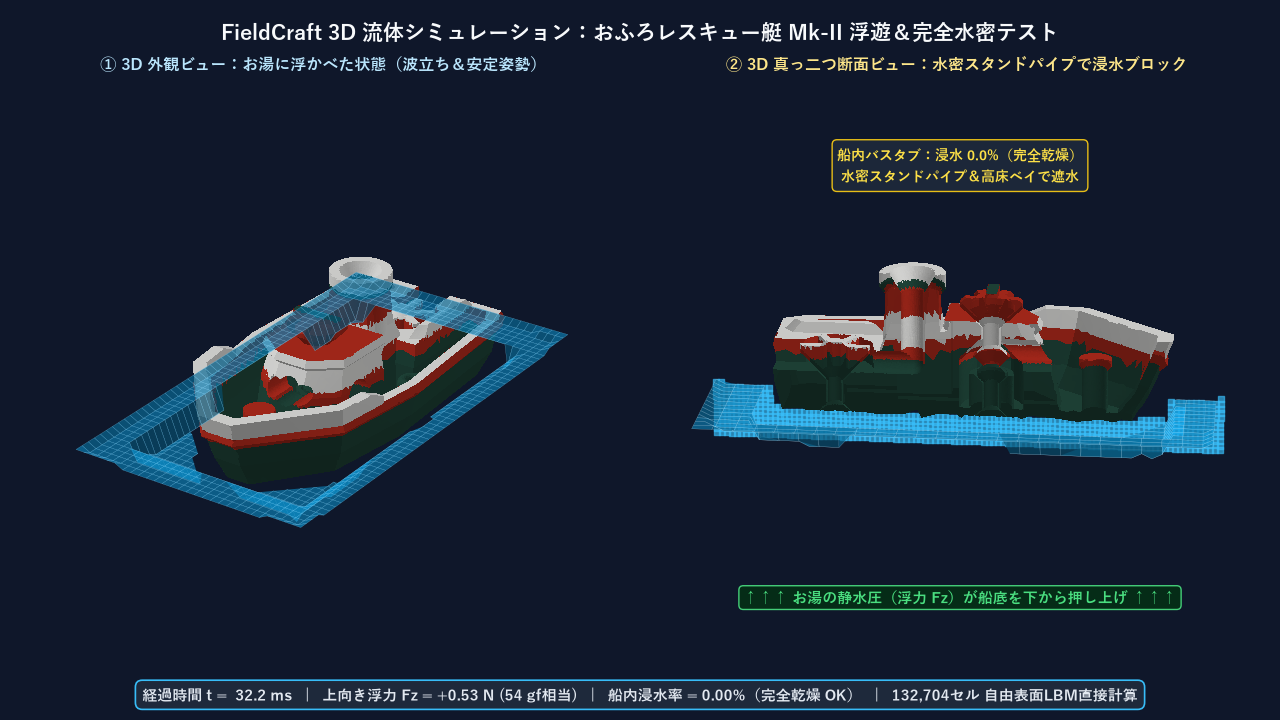 FieldCraft 3D 流体シミュレーション：おふろレスキュー艇 Mk-II 浮遊＆完全水密テスト
① 3D 外観ビュー：お湯に浮かべた状態（波立ち＆安定姿勢）
② 3D 真っ二つ断面ビュー：水密スタンドパイプで浸水ブロック
船内バスタブ：浸水 0.0%（完全乾燥）
水密スタンドパイプ＆高床ベイで遮水
↑ ↑ ↑ お湯の静水圧（浮力 Fz）が船底を下から押し上げ ↑ ↑ ↑
経過時間 t = 32.2 ms ｜ 上向き浮力 Fz = +0.53 N (54 gf相当) ｜ 船内浸水率 = 0.00%（完全乾燥 OK） ｜ 132,704セル 自由表面LBM直接計算